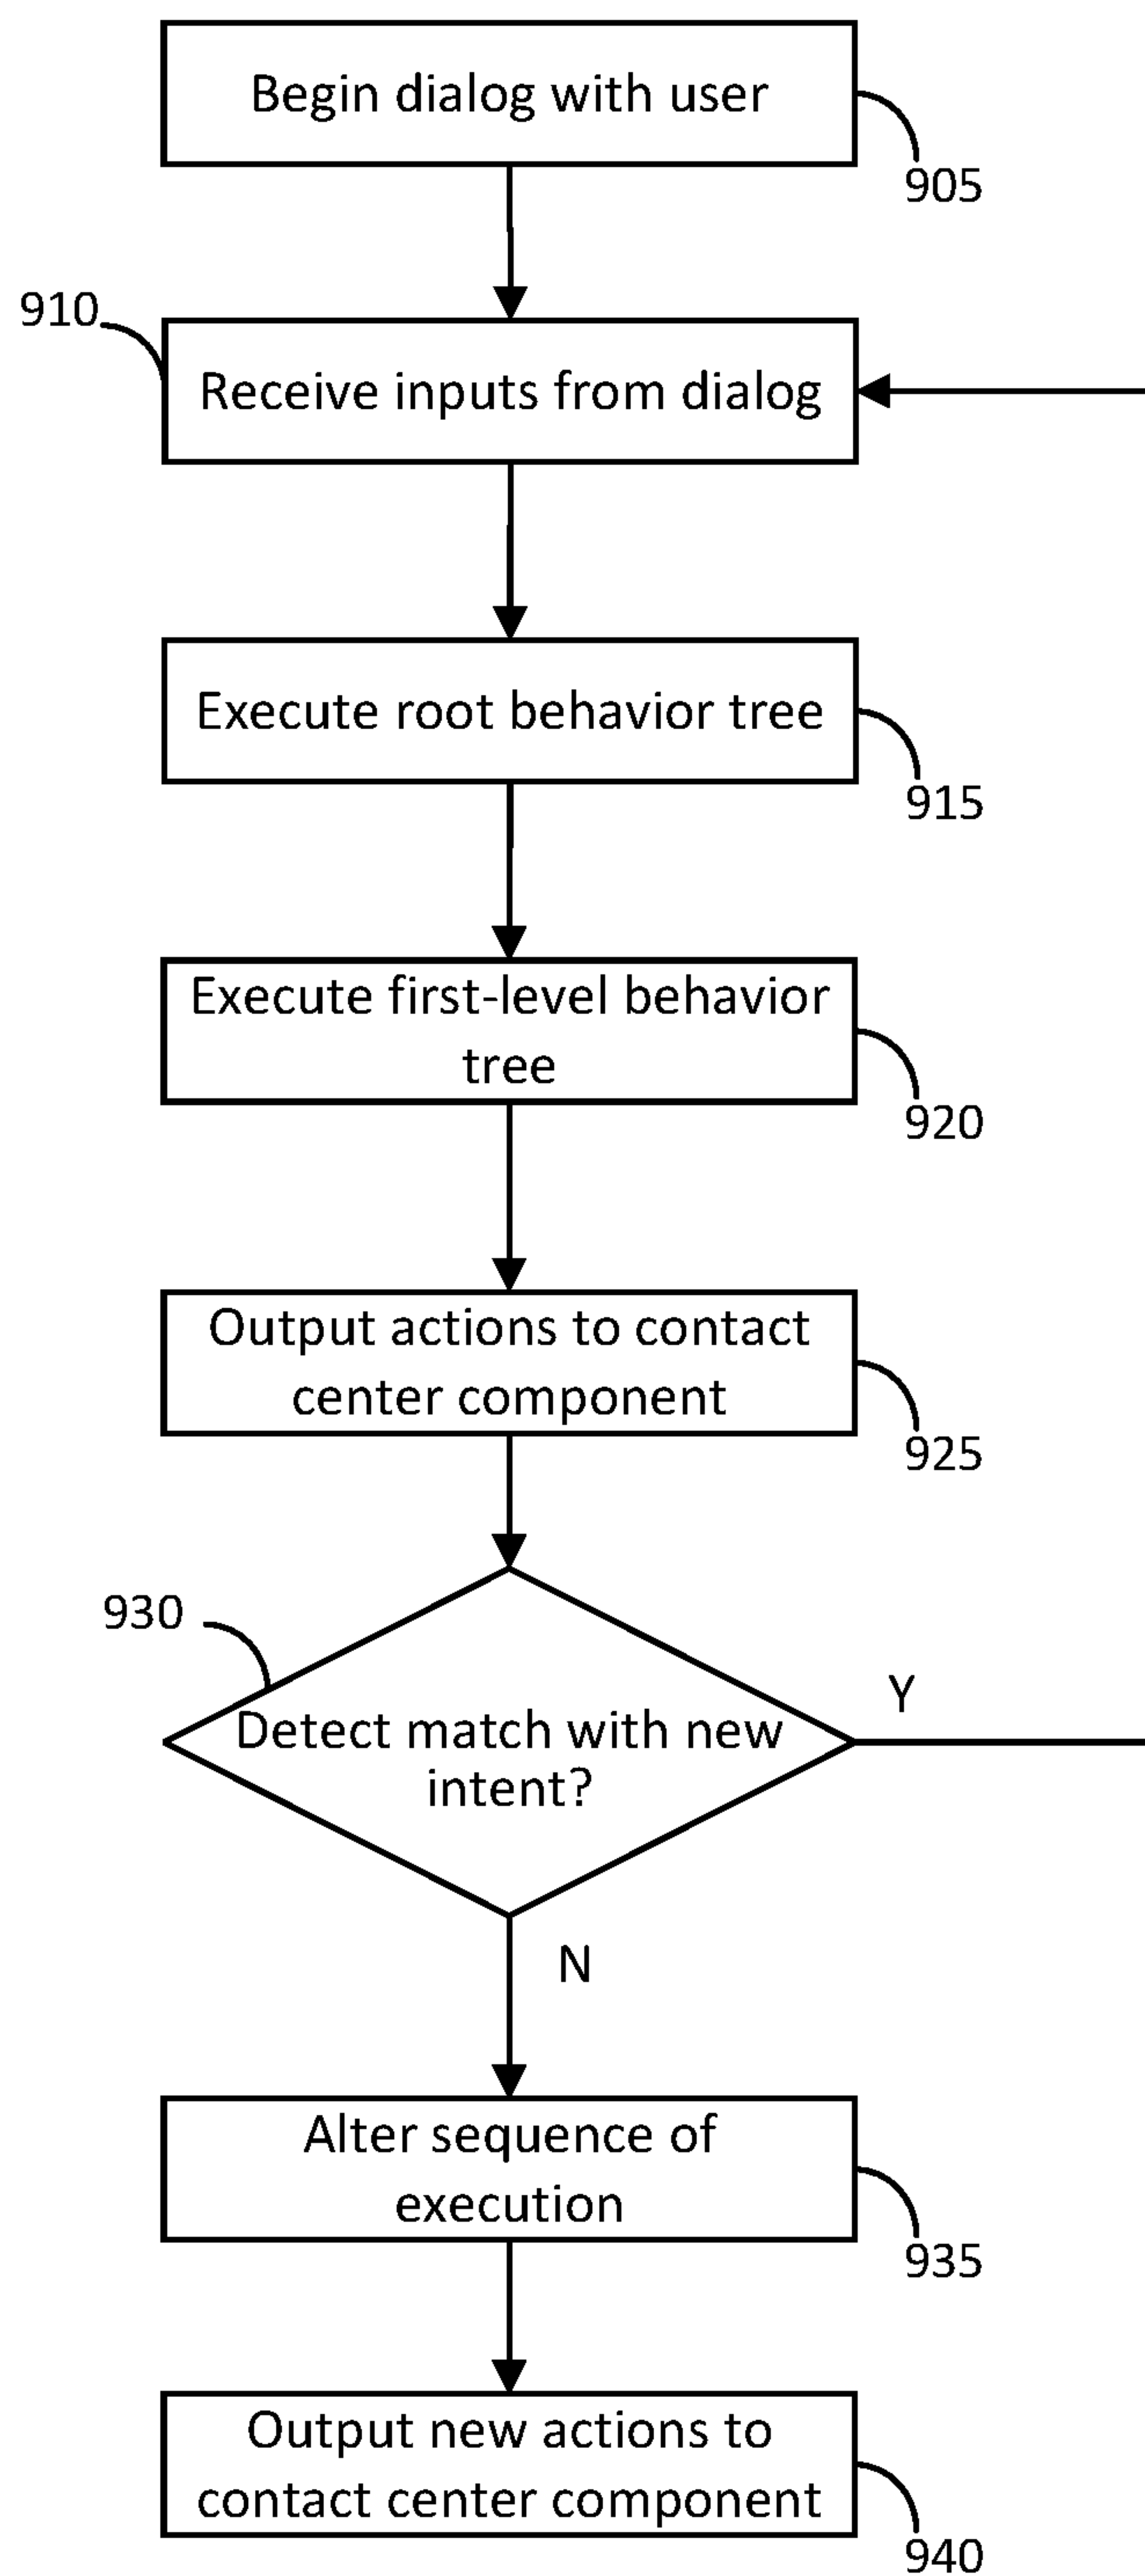 Begin dialog with user
905
910
Receive inputs from dialog
Execute root behavior tree
915
Execute first-level behavior
tree
920
Output actions to contact
center component
925
930
Detect match with new
intent?
Y
N
Alter sequence of
execution
935
Output new actions to
contact center component
940